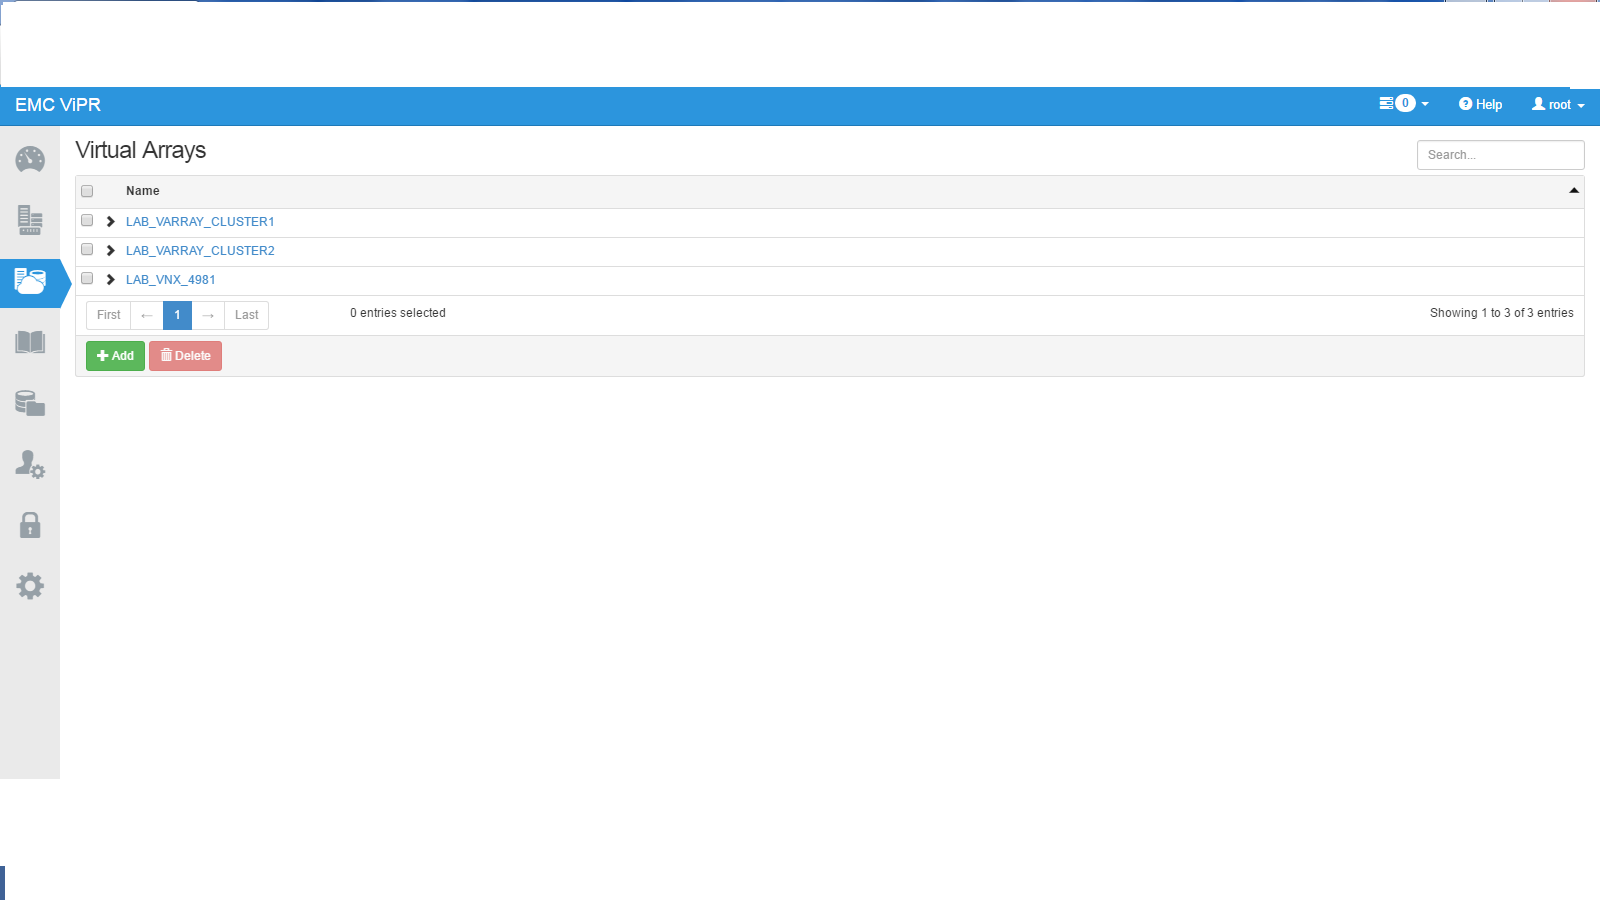 EMC ViPR
0
Help
root
Virtual Arrays
Search...
Name
LAB_VARRAY_CLUSTER1
LAB_VARRAY_CLUSTER2
LAB_VNX_4981
First ← 1 → Last
0 entries selected
Showing 1 to 3 of 3 entries
Add
Delete